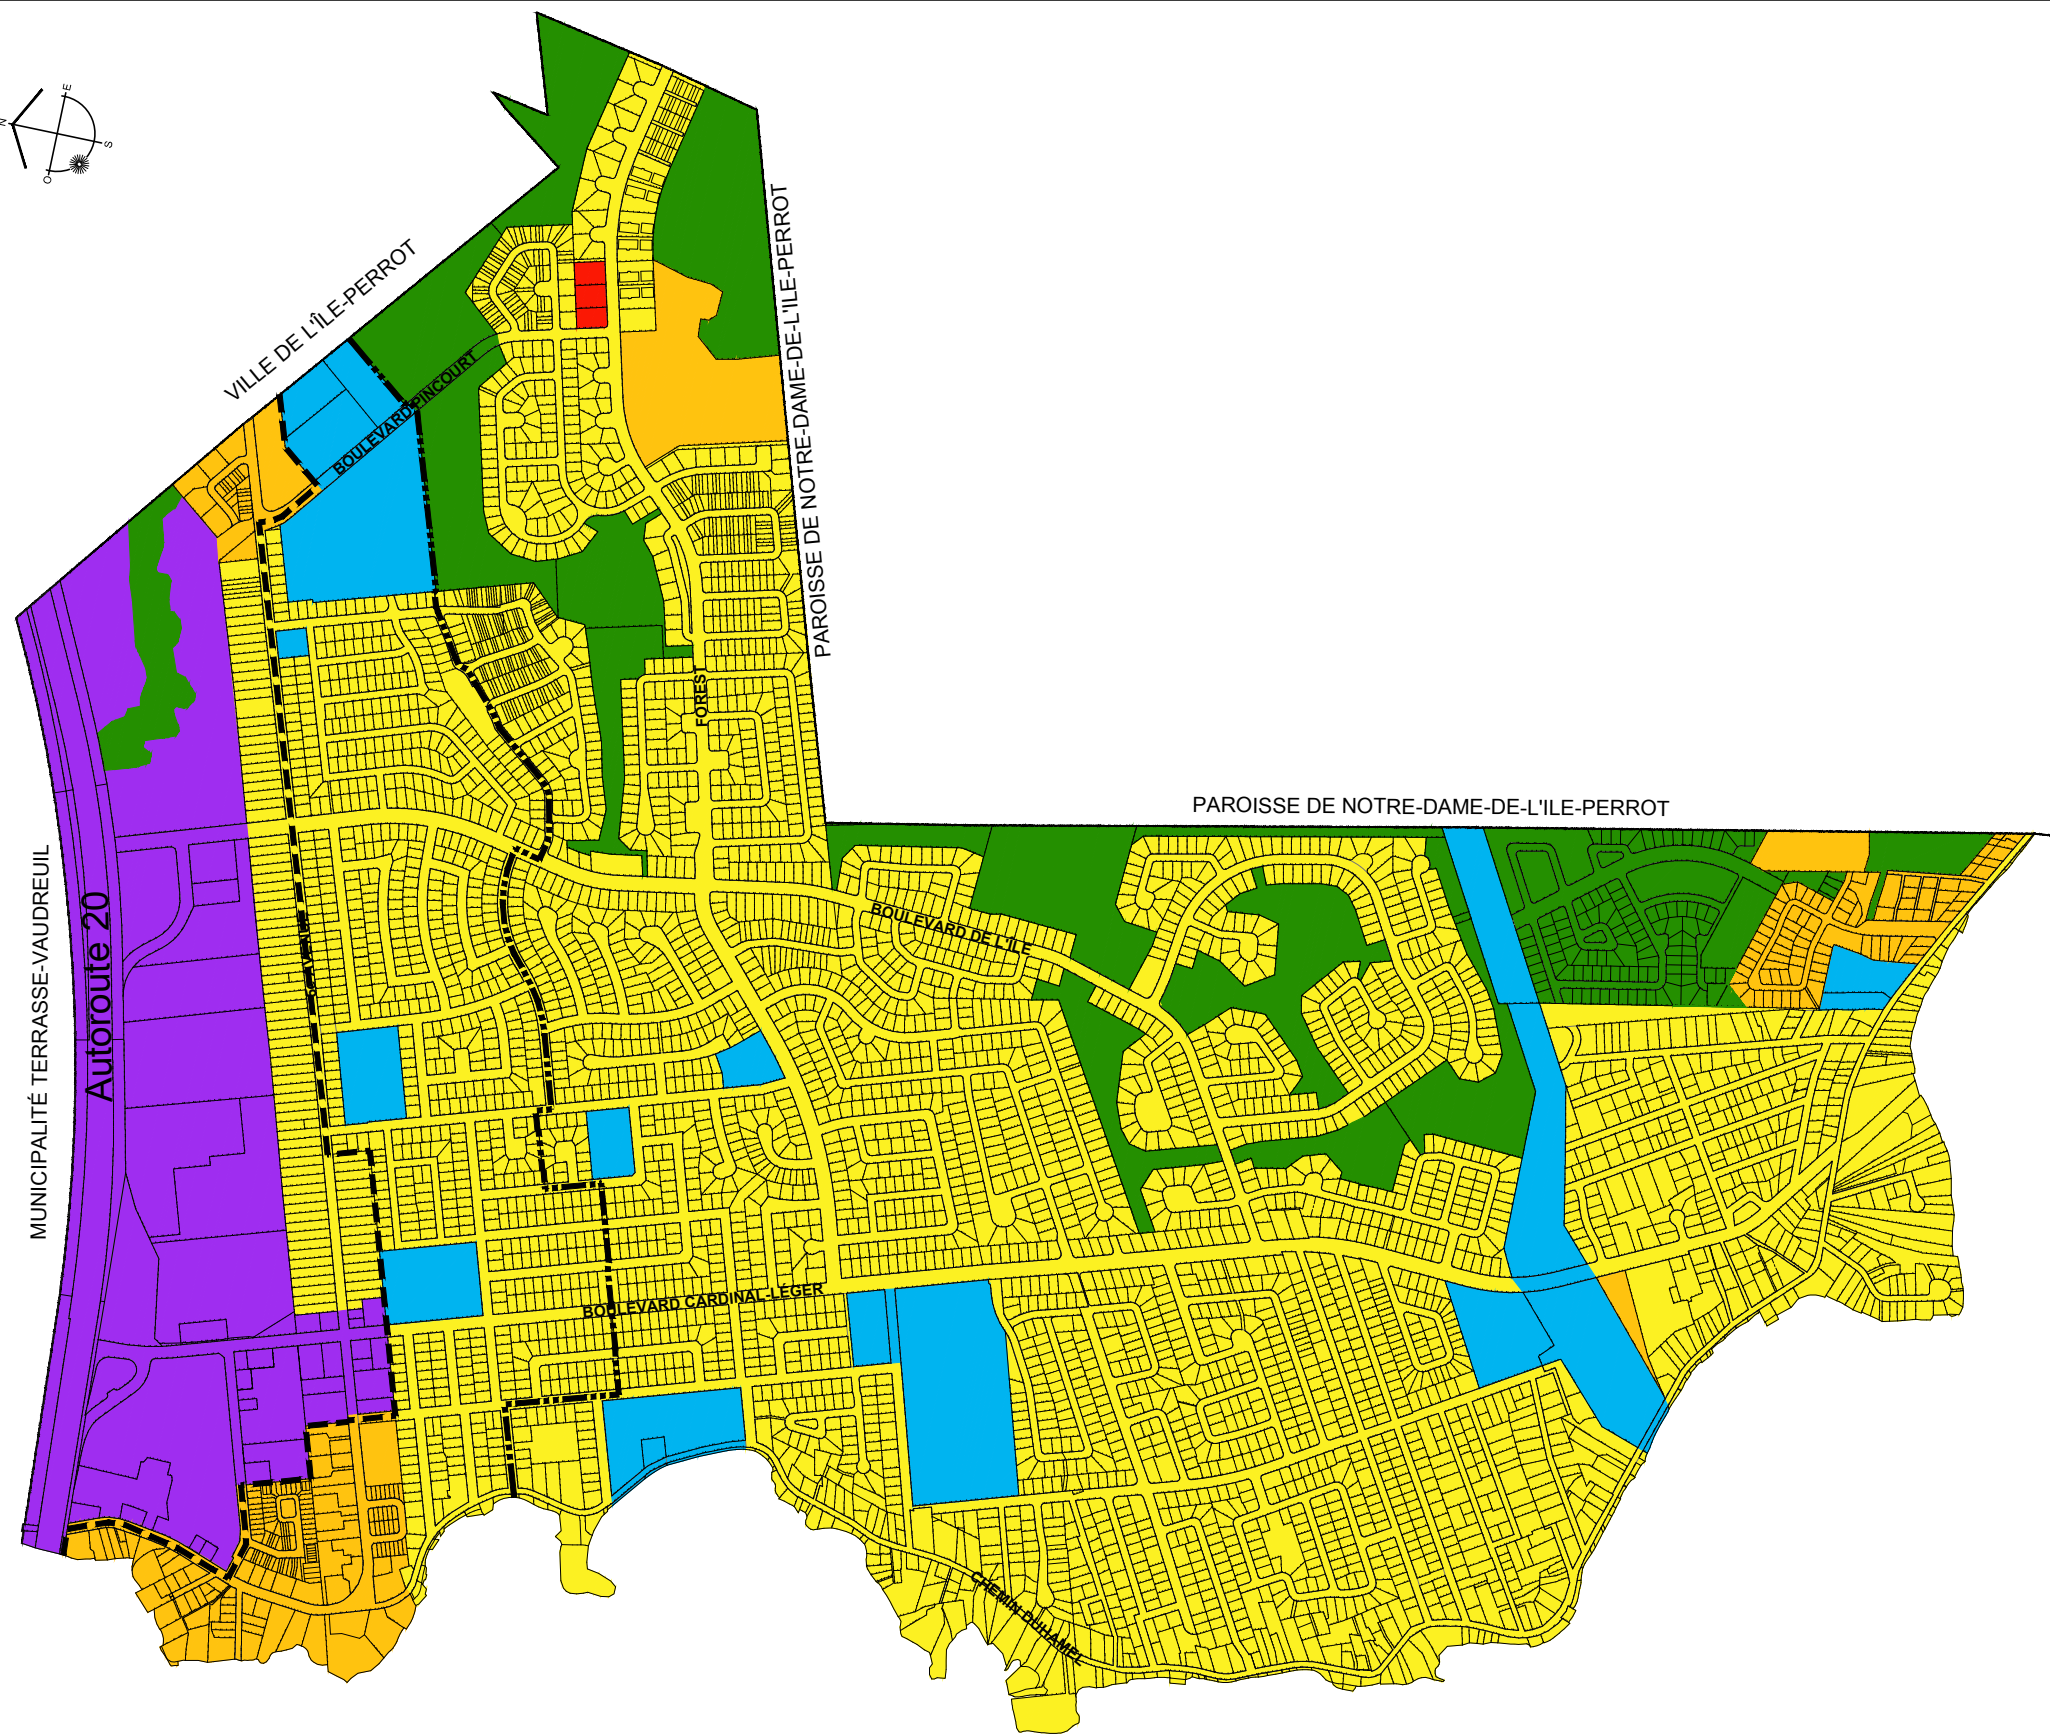 N
E
S
O
VILLE DE L'ÎLE-PERROT
BOULEVARD PINCOURT
PAROISSE DE NOTRE-DAME-DE-L'ILE-PERROT
PAROISSE DE NOTRE-DAME-DE-L'ILE-PERROT
FOREST
MUNICIPALITÉ TERRASSE-VAUDREUIL
Autoroute 20
BOULEVARD DE L'ÎLE
BOULEVARD CARDINAL-LÉGER
CHEMIN DUHAMEL